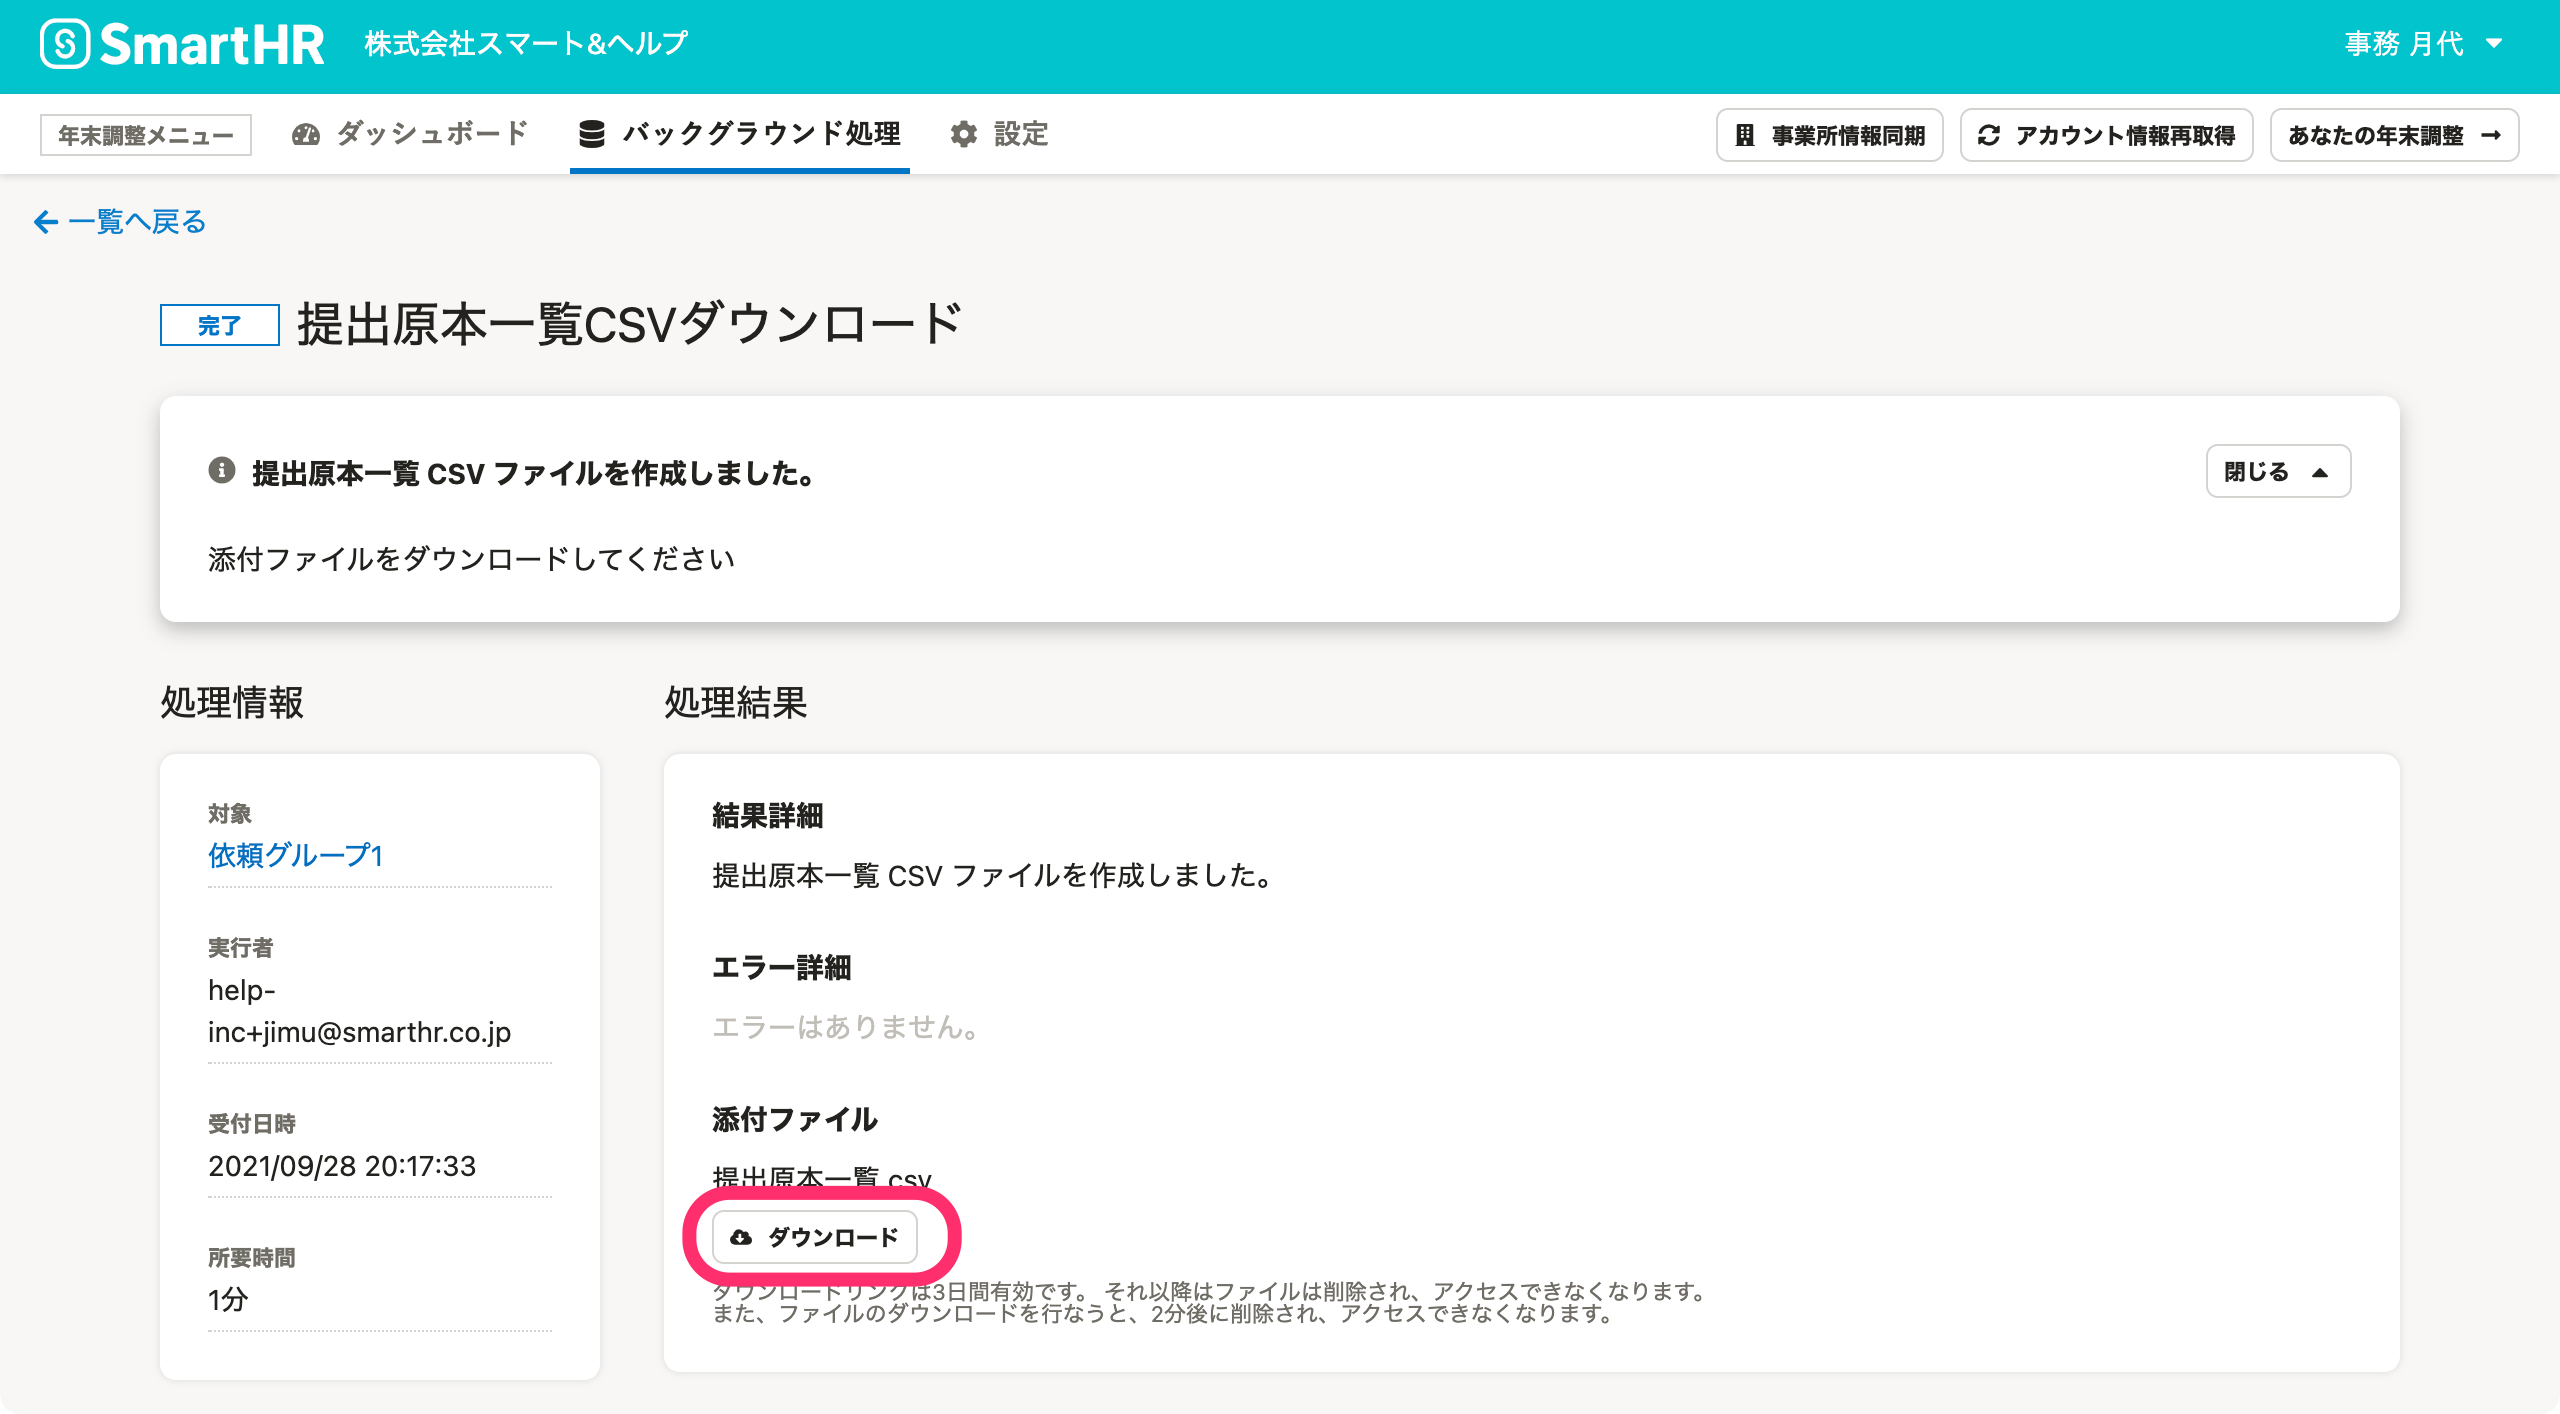 SmartHR 株式会社スマート&ヘルプ 事務 月代
年末調整メニュー ダッシュボード バックグラウンド処理 設定 事業所情報同期 アカウント情報再取得 あなたの年末調整 →
← 一覧へ戻る
完了 提出原本一覧CSVダウンロード
提出原本一覧 CSV ファイルを作成しました。 閉じる
添付ファイルをダウンロードしてください
処理情報
対象
依頼グループ1
実行者
help-
inc+jimu@smarthr.co.jp
受付日時
2021/09/28 20:17:33
所要時間
1分
処理結果
結果詳細
提出原本一覧 CSV ファイルを作成しました。
エラー詳細
エラーはありません。
添付ファイル
提出原本一覧.csv
ダウンロード
ダウンロードリンクは3日間有効です。 それ以降はファイルは削除され、アクセスできなくなります。
また、ファイルのダウンロードを行なうと、2分後に削除され、アクセスできなくなります。